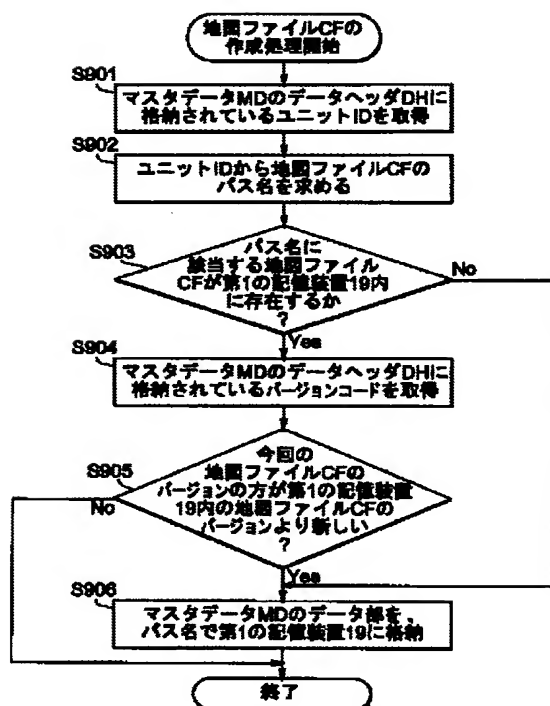 地図ファイルCFの
作成処理開始
S901
マスタデータMDのデータヘッダDHに
格納されているユニットIDを取得
S902
ユニットIDから地図ファイルCFの
パス名を求める
S903
パス名に
該当する地図ファイル
CFが第1の記憶装置19内
に存在するか
?
No
Yes
S904
マスタデータMDのデータヘッダDHに
格納されているバージョンコードを取得
S905
今回の
地図ファイルCFの
バージョンの方が第1の記憶装置
19内の地図ファイルCFの
バージョンより新しい
?
No
Yes
S906
マスタデータMDのデータ部を、
パス名で第1の記憶装置19に格納
終了